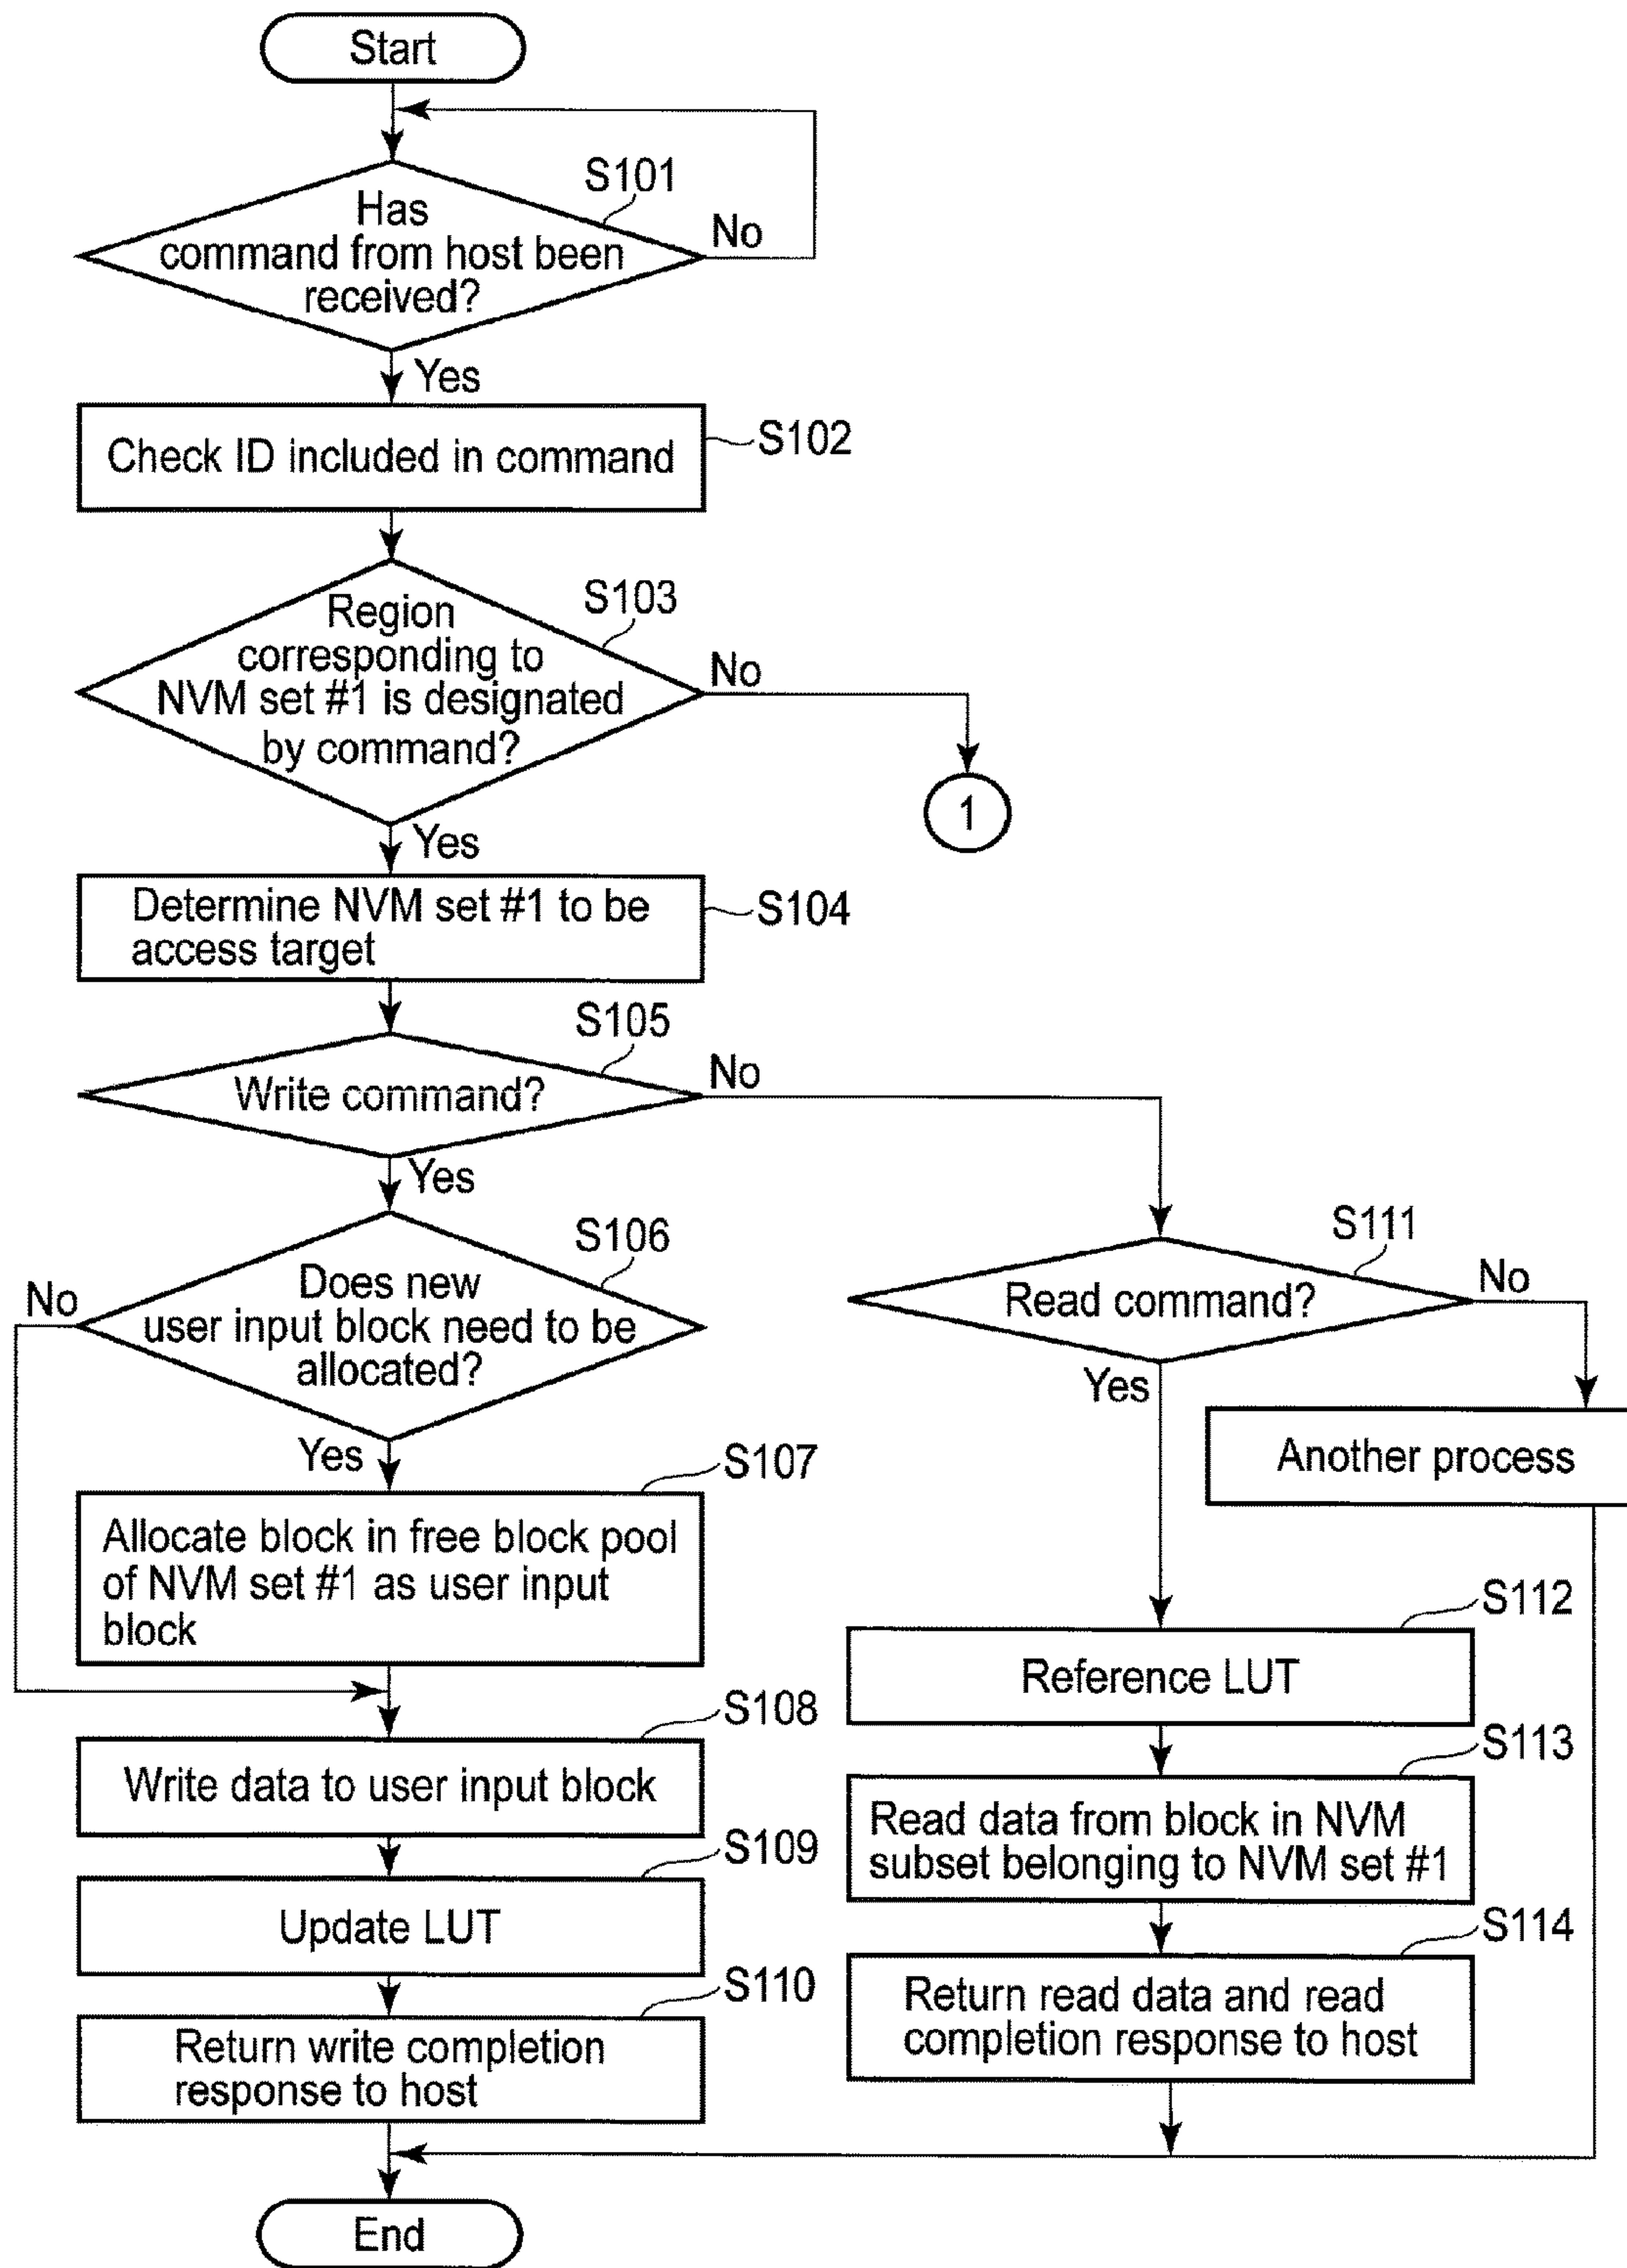 Start
S101
Has
command from host been
received?
No
Yes
Check ID included in command
S102
S103
Region
corresponding to
NVM set #1 is designated
by command?
No
1
Yes
Determine NVM set #1 to be
access target
S104
S105
Write command?
No
Yes
S106
Does new
user input block need to be
allocated?
No
Yes
S107
Allocate block in free block pool
of NVM set #1 as user input
block
S108
Write data to user input block
S109
Update LUT
S110
Return write completion
response to host
S111
Read command?
No
Yes
Another process
S112
Reference LUT
S113
Read data from block in NVM
subset belonging to NVM set #1
S114
Return read data and read
completion response to host
End